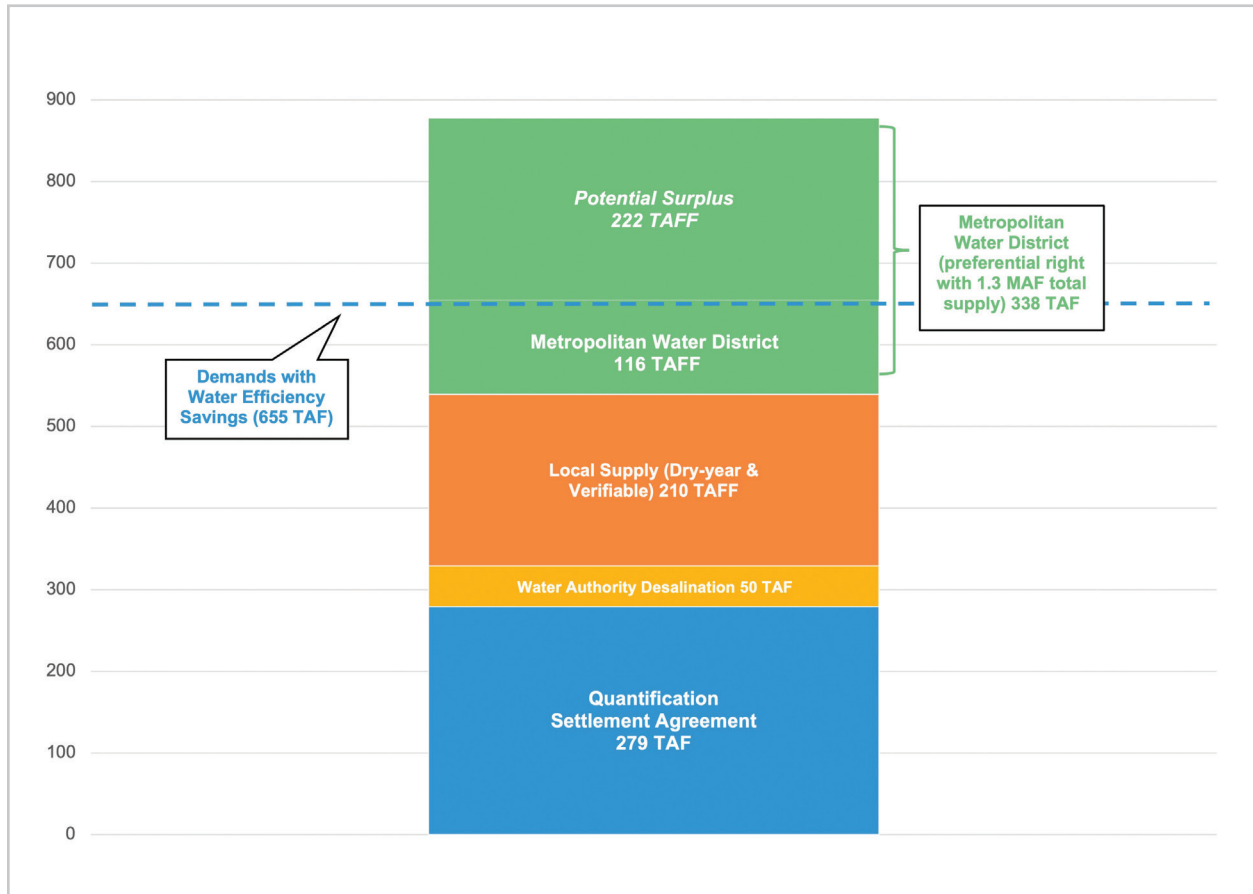 900
800
700
600
500
400
300
200
100
0
Potential Surplus
222 TAFF
Metropolitan Water District
116 TAFF
Local Supply (Dry-year &
Verifiable) 210 TAFF
Water Authority Desalination 50 TAF
Quantification
Settlement Agreement
279 TAF
Demands with
Water Efficiency
Savings (655 TAF)
Metropolitan
Water District
(preferential right
with 1.3 MAF total
supply) 338 TAF